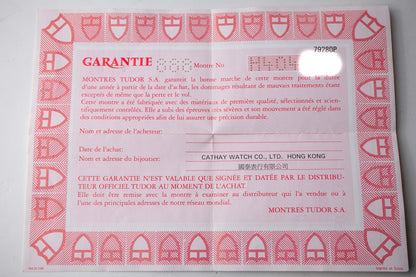 79280P
GARANTIE Montre No
MONTRES TUDOR S.A. garantit la bonne marche de cette montre pour la durée
d'une année à partir de la date d'achat, les dommages résultant de mauvais traitements étant
exceptés de même que la perte et le vol.
Cette montre a été fabriquée avec des matériaux de première qualité, sélectionnés et scienti-
fiquement contrôlés. Elle a subi des épreuves très sévères et son mouvement a été réglé dans
des conditions appropriées afin de lui assurer une précision durable.
Nom et adresse de l'acheteur:
Date de l'achat:
Nom et adresse du bijoutier:
CATHAY WATCH CO., LTD. HONG KONG
國泰表行有限公司
CETTE GARANTIE N'EST VALABLE QUE SIGNÉE ET DATÉE PAR LE DISTRIBU-
TEUR OFFICIEL TUDOR AU MOMENT DE L'ACHAT.
Elle doit être remise avec la montre à examiner au distributeur qui l'a vendue ou à
l'une des principales adresses de notre réseau mondial.
MONTRES TUDOR S.A.